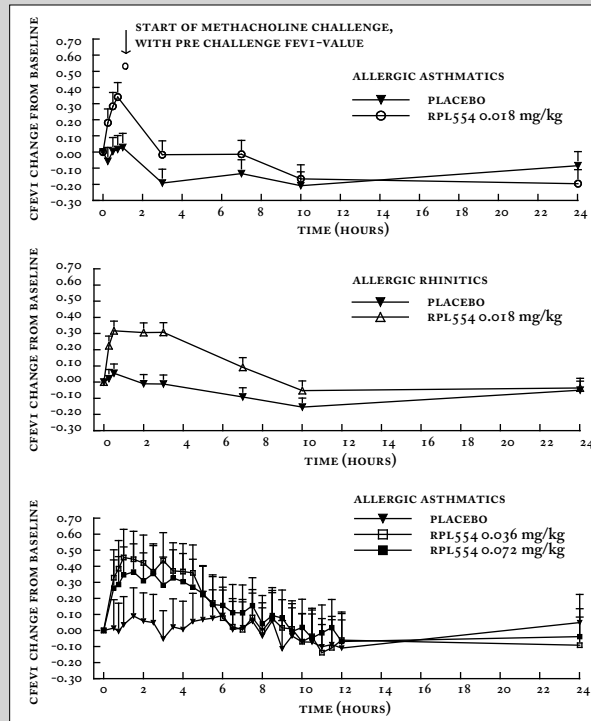 START OF METHACHOLINE CHALLENGE,
WITH PRE CHALLENGE FEV1-VALUE
CFEV1 CHANGE FROM BASELINE
0.70
0.60
0.50
0.40
0.30
0.20
0.10
0.00
-0.10
-0.20
-0.30
ALLERGIC ASTHMATICS
PLACEBO
RPL554 0.018 mg/kg
0 2 4 6 8 10 12 14 16 18 20 22 24
TIME (HOURS)
CFEV1 CHANGE FROM BASELINE
0.70
0.60
0.50
0.40
0.30
0.20
0.10
0.00
-0.10
-0.20
-0.30
ALLERGIC RHINITICS
PLACEBO
RPL554 0.018 mg/kg
0 2 4 6 8 10 12 14 16 18 20 22 24
TIME (HOURS)
CFEV1 CHANGE FROM BASELINE
0.70
0.60
0.50
0.40
0.30
0.20
0.10
0.00
-0.10
-0.20
-0.30
ALLERGIC ASTHMATICS
PLACEBO
RPL554 0.036 mg/kg
RPL554 0.072 mg/kg
0 2 4 6 8 10 12 14 16 18 20 22 24
TIME (HOURS)